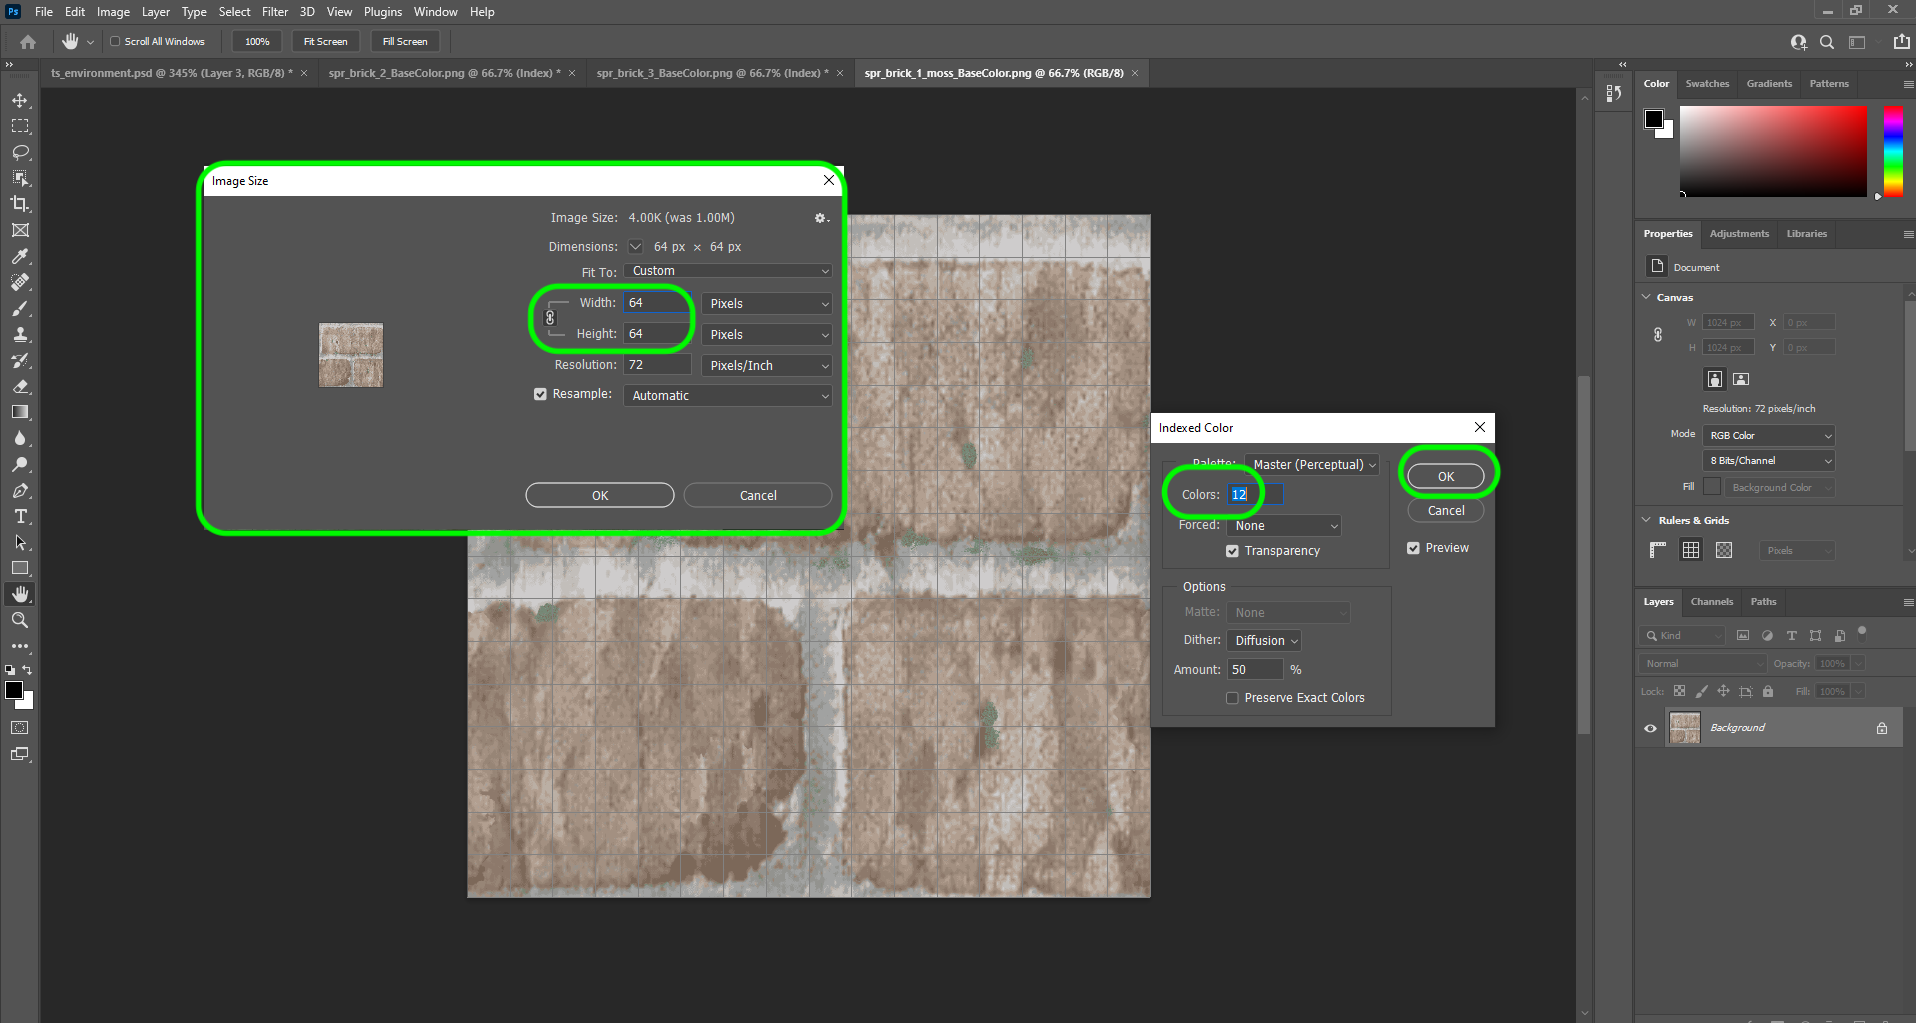 Ps File Edit Image Layer Type Select Filter 3D View Plugins Window Help
Scroll All Windows 100% Fit Screen Fill Screen
ts_environment.psd @ 345% (Layer 3, RGB/8) * × spr_brick_2_BaseColor.png @ 66.7% (Index) * × spr_brick_3_BaseColor.png @ 66.7% (Index) * × spr_brick_1_moss_BaseColor.png @ 66.7% (RGB/8) ×
Image Size
Image Size: 4.00K (was 1.00M)
Dimensions: 64 px × 64 px
Fit To: Custom
Width: 64 Pixels
Height: 64 Pixels
Resolution: 72 Pixels/Inch
Resample: Automatic
OK Cancel
Indexed Color
Palette: Master (Perceptual)
Colors: 12
Forced: None
Transparency
OK
Cancel
Preview
Options
Matte: None
Dither: Diffusion
Amount: 50 %
Preserve Exact Colors
Color Swatches Gradients Patterns
Properties Adjustments Libraries
Document
Canvas
W 1024 px X 0 px
H 1024 px Y 0 px
Resolution: 72 pixels/inch
Mode RGB Color
8 Bits/Channel
Fill Background Color
Rulers & Grids
Pixels
Layers Channels Paths
Kind
Normal Opacity: 100%
Lock: Fill: 100%
Background